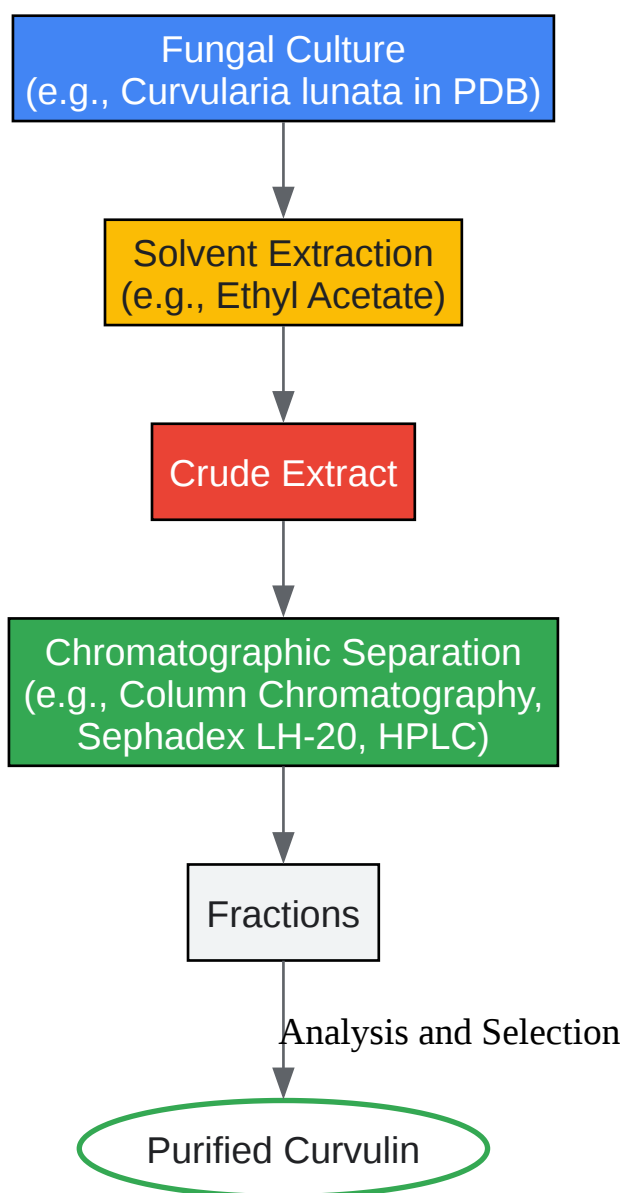 Fungal Culture
(e.g., Curvularia lunata in PDB)
Solvent Extraction
(e.g., Ethyl Acetate)
Crude Extract
Chromatographic Separation
(e.g., Column Chromatography,
Sephadex LH-20, HPLC)
Fractions
Analysis and Selection
Purified Curvulin